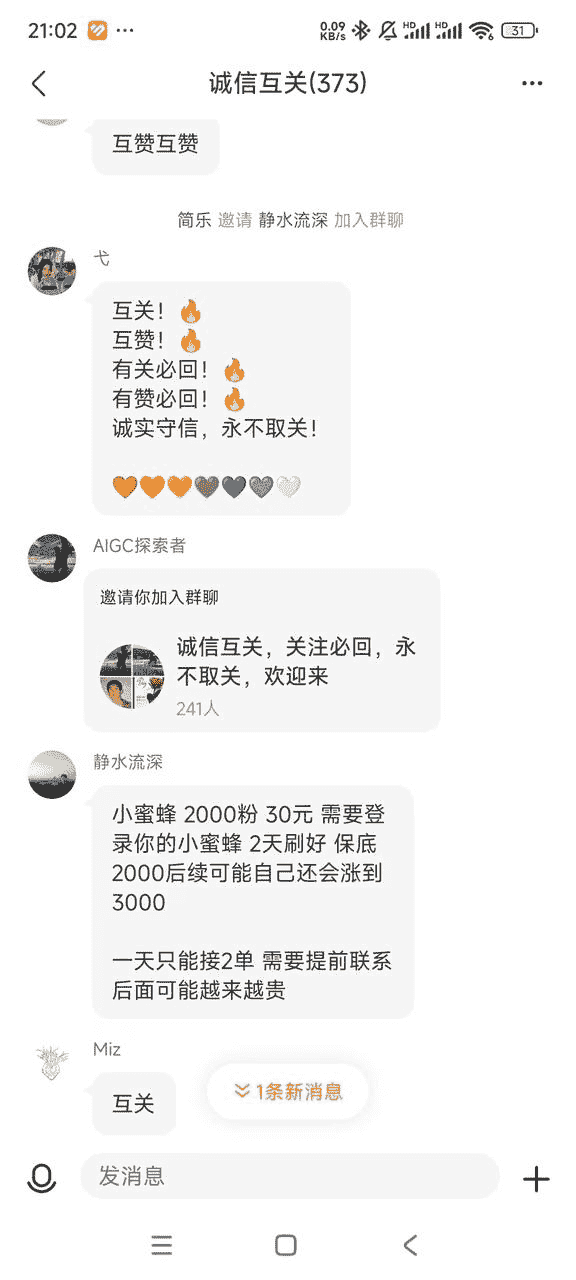 21:02
0.09
KB/s
HD
HD
6
31
诚信互关(373)
互赞互赞
简乐 邀请 静水流深 加入群聊
弋
互关！🔥
互赞！🔥
有关必回！🔥
有赞必回！🔥
诚实守信，永不取关！
🧡🧡🧡🖤🖤🖤🤍
AIGC探索者
邀请你加入群聊
诚信互关，关注必回，永
不取关，欢迎来
241人
静水流深
小蜜蜂 2000粉 30元 需要登
录你的小蜜蜂 2天刷好 保底
2000后续可能自己还会涨到
3000
一天只能接2单 需要提前联系
后面可能越来越贵
Miz
互关
1条新消息
发消息